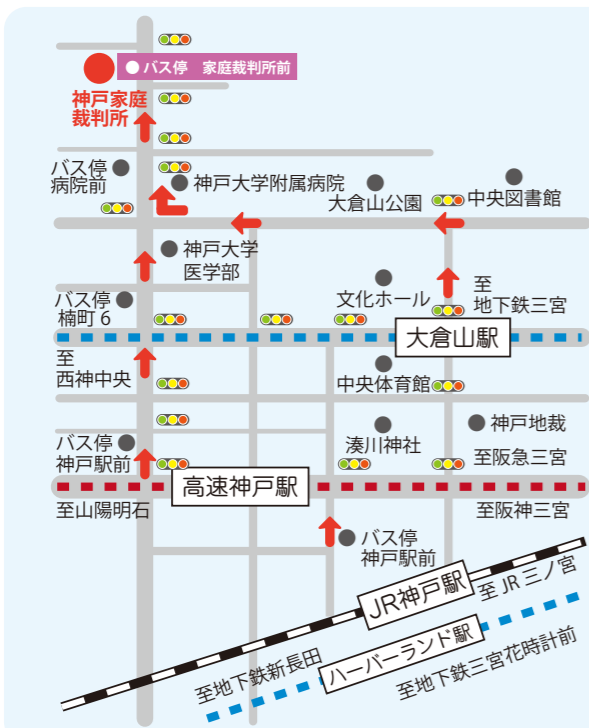 ● バス停　家庭裁判所前
神戸家庭
裁判所
バス停
病院前
神戸大学附属病院
大倉山公園
中央図書館
神戸大学
医学部
バス停
楠町６
文化ホール
至
地下鉄三宮
大倉山駅
至
西神中央
中央体育館
神戸地裁
バス停
神戸駅前
湊川神社
至阪急三宮
高速神戸駅
至山陽明石
至阪神三宮
バス停
神戸駅前
JR神戸駅
至 JR 三ノ宮
ハーバーランド駅
至地下鉄新長田
至地下鉄三宮花時計前